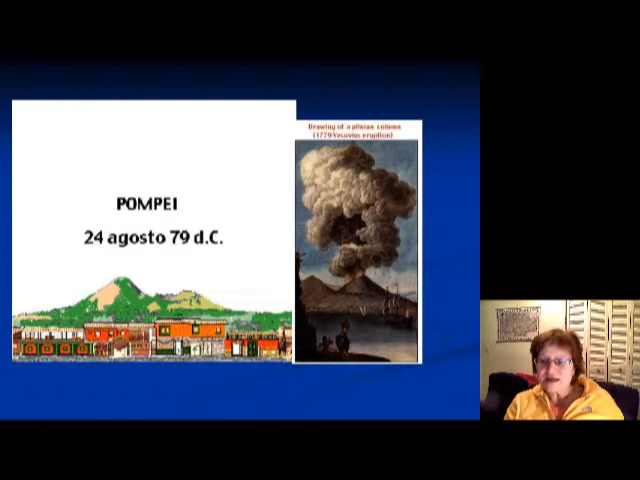 POMPEI
24 agosto 79 d.C.
Drawing of a plinian column
(1779 Vesuvius eruption)